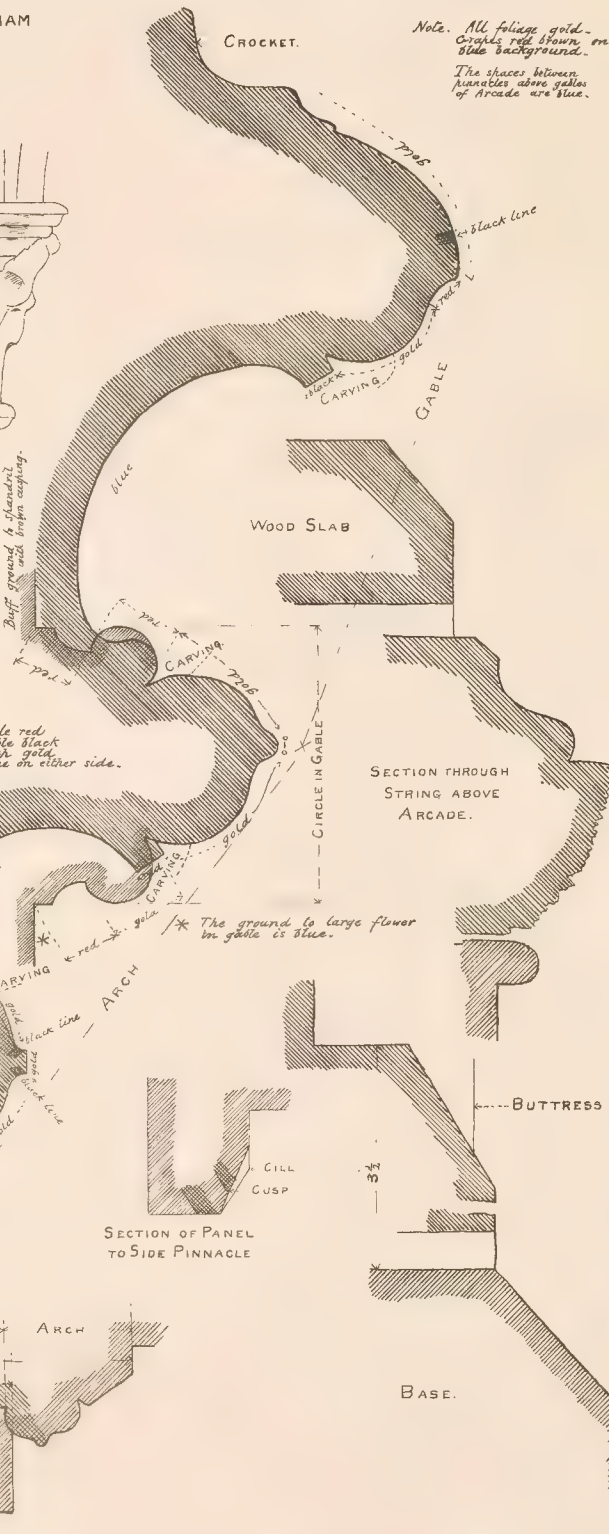 HAM
CROCKET.
Note. All foliage gold.
Grapes red brown on
blue background.
The spaces between
pinnacles above gables
of Arcade are blue.
gold
black line
red
gold
black
CARVING
GABLE
blue
WOOD SLAB
Buff ground to spandril
with brown cusping.
red
red
CARVING
gold
CIRCLE IN GABLE
SECTION THROUGH
STRING ABOVE
ARCADE.
red
black
gold
on either side.
gold
red
CARVING
gold
* The ground to large flower
in gable is blue.
* red *
CARVING
ARCH
gold
black line
gold
black line
BUTTRESS
3½
CILL
CUSP
SECTION OF PANEL
TO SIDE PINNACLE
ARCH
BASE.